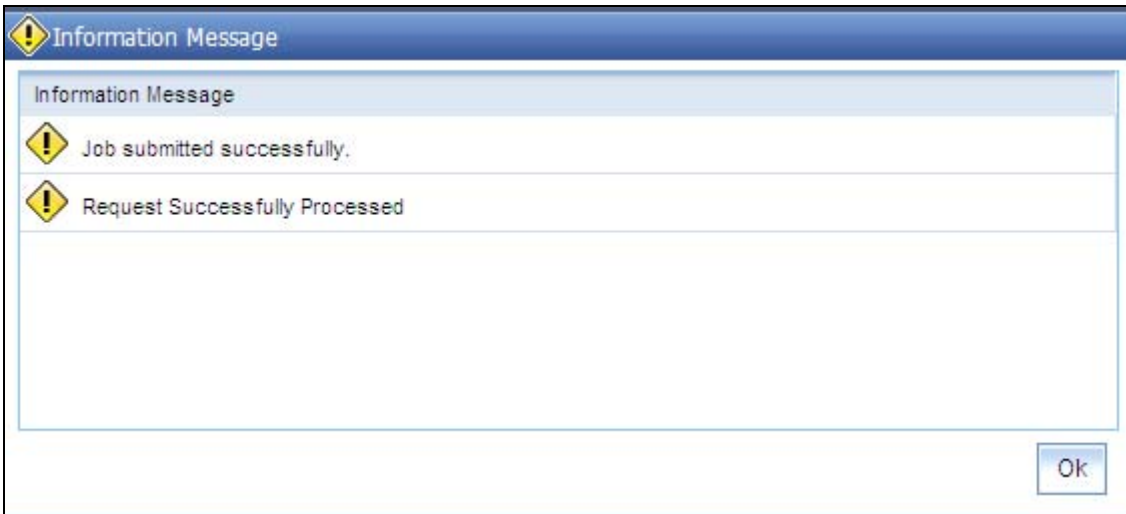 Information Message
Information Message
Job submitted successfully.
Request Successfully Processed
Ok